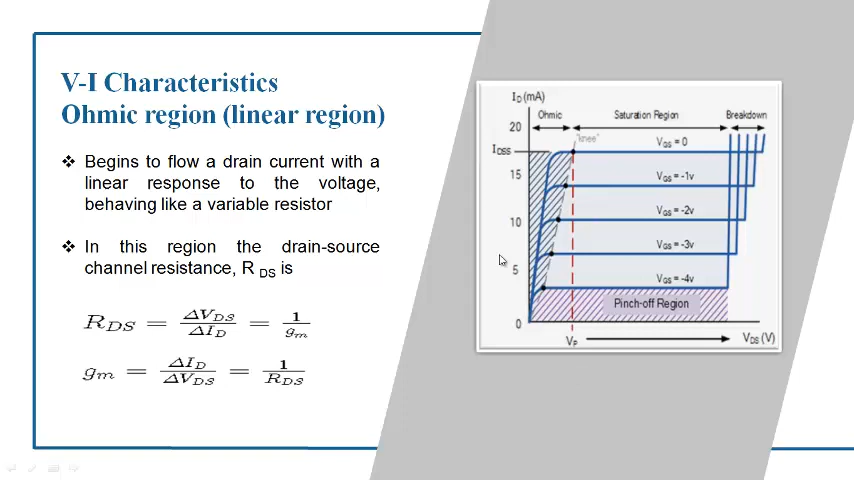 V-I Characteristics
Ohmic region (linear region)
❖ Begins to flow a drain current with a
linear response to the voltage,
behaving like a variable resistor
❖ In this region the drain-source
channel resistance, R DS is
R_DS = ΔV_DS / ΔI_D = 1 / g_m
g_m = ΔI_D / ΔV_DS = 1 / R_DS
I_D (mA)
Ohmic Saturation Region Breakdown
20
"knee"
I_DSS
V_GS = 0
15
V_GS = -1v
10
V_GS = -2v
V_GS = -3v
5
V_GS = -4v
Pinch-off Region
0
V_P V_DS (V)